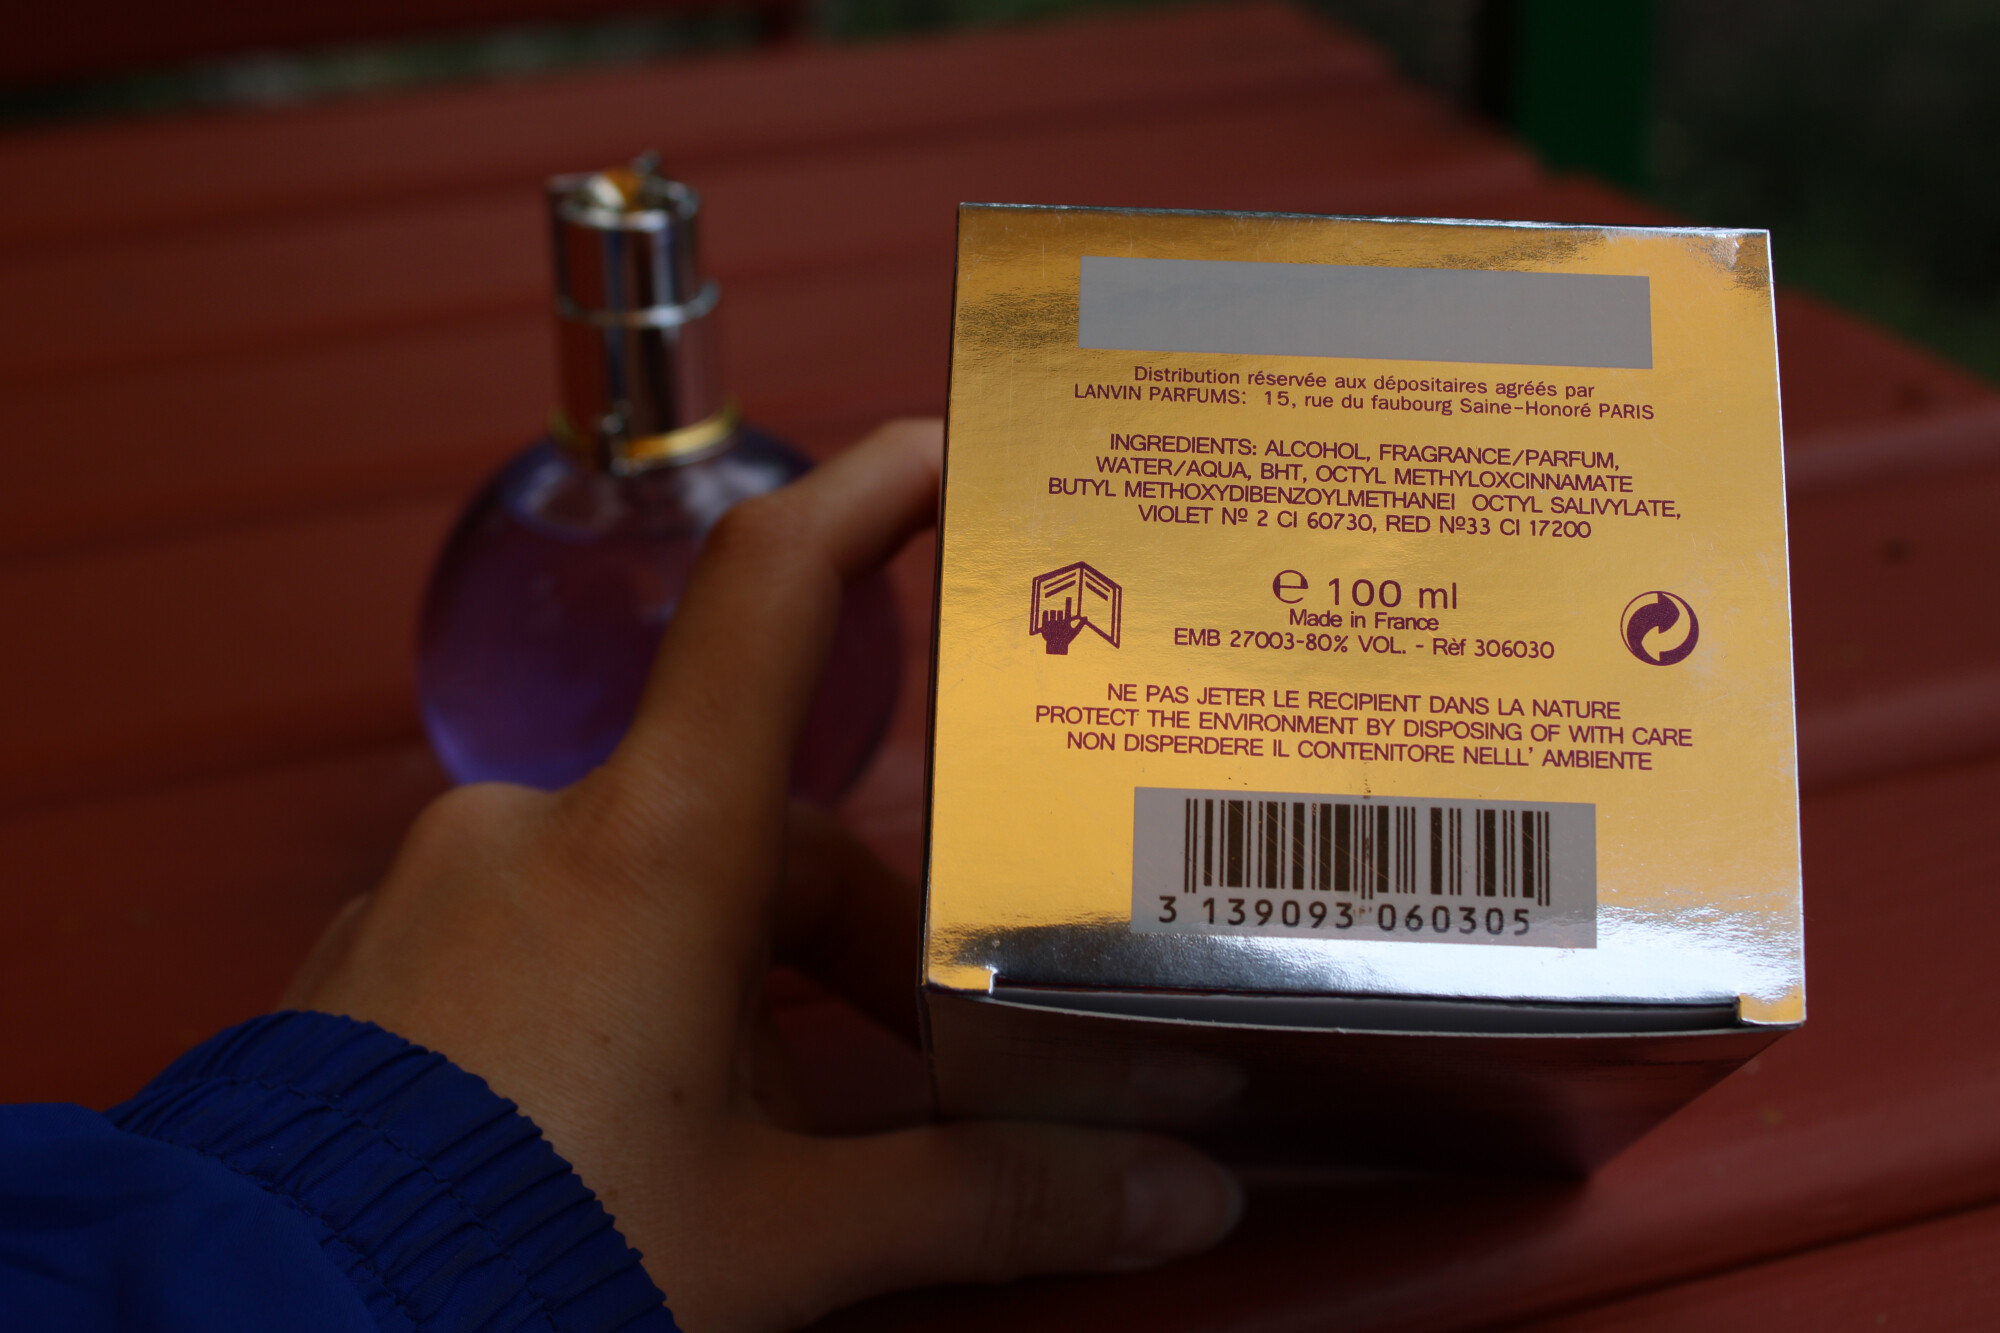 Distribution réservée aux dépositaires agréés par
LANVIN PARFUMS: 15, rue du faubourg Saine-Honoré PARIS
INGREDIENTS: ALCOHOL, FRAGRANCE/PARFUM,
WATER/AQUA, BHT, OCTYL METHYLOXCINNAMATE
BUTYL METHOXYDIBENZOYLMETHANEI OCTYL SALIVYLATE,
VIOLET Nº 2 CI 60730, RED Nº33 CI 17200
℮ 100 ml
Made in France
EMB 27003-80% VOL. - Rèf 306030
NE PAS JETER LE RECIPIENT DANS LA NATURE
PROTECT THE ENVIRONMENT BY DISPOSING OF WITH CARE
NON DISPERDERE IL CONTENITORE NELLL' AMBIENTE
3 139093 060305